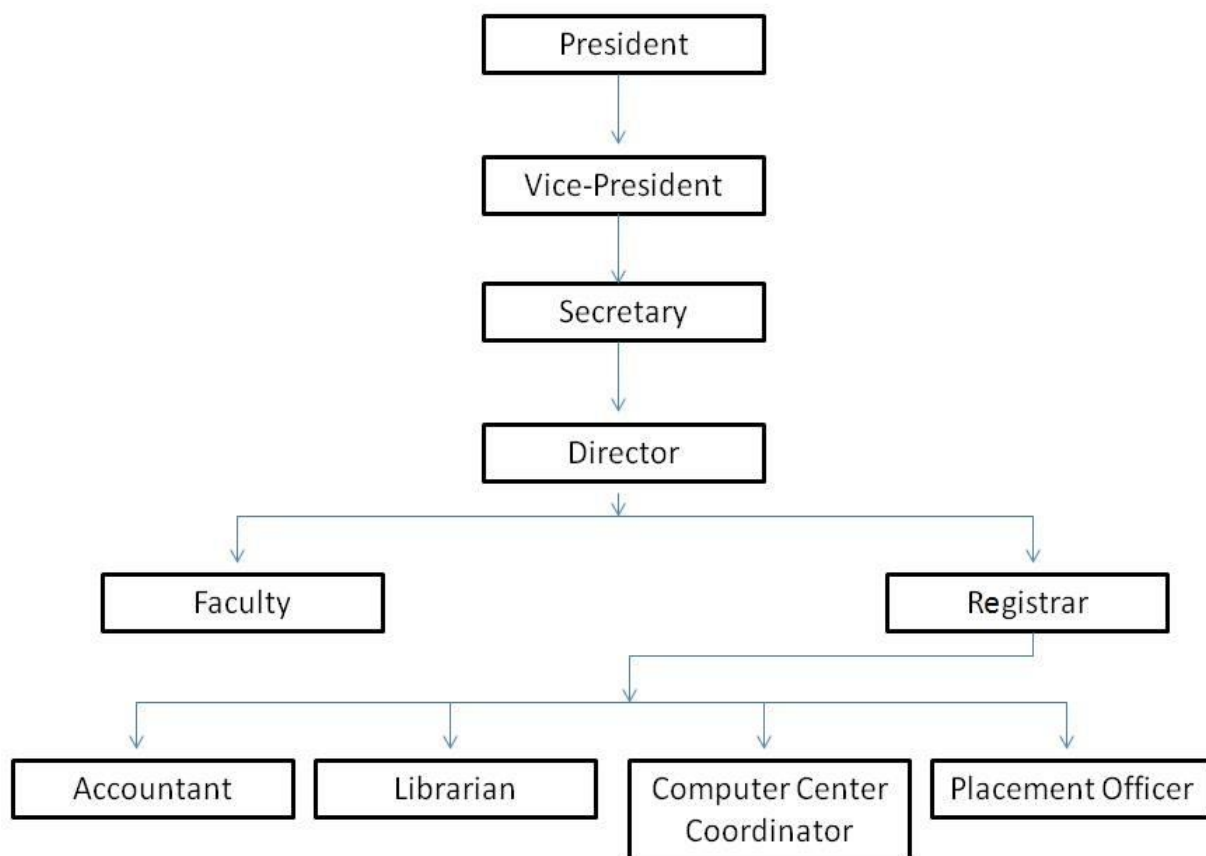 President
Vice-President
Secretary
Director
Faculty
Registrar
Accountant
Librarian
Computer Center
Coordinator
Placement Officer